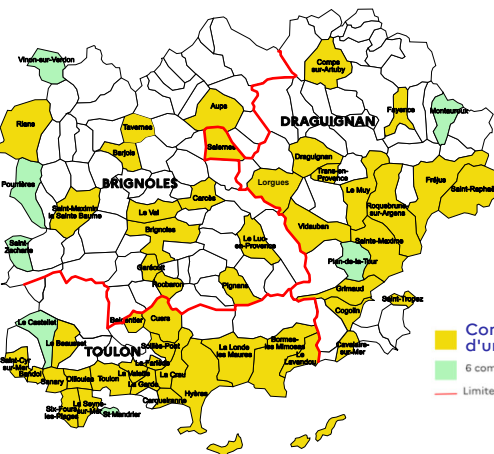 Vinon-sur-Verdon
Comps
sur-Artuby
Rians
Aups
Fayence
Montauroux
Tavernes
DRAGUIGNAN
Barjols
Salernes
Draguignan
Trans-en-
Provence
Pourrières
BRIGNOLES
Lorgues
Le Muy
Fréjus
Saint-Raphaël
Carcès
Saint-Maximin
la Sainte Baume
Le Val
Roquebrune-
sur-Argens
Brignoles
Vidauban
Saint-
Zacharie
Le Luc-
en-Provence
Sainte-Maxime
Plan-de-la-Tour
Garéoult
Rocbaron
Pignans
Grimaud
Saint-Tropez
Cogolin
Le Castellet
Belgentier
Cuers
Le Beausset
Solliès-Pont
TOULON
La Londe
les Maures
Bormes-
les Mimosas
Le
Lavandou
Cavalaire-
sur-Mer
Saint-Cyr
sur-Mer
Bandol
La Farlède
Sanary
Ollioules
Toulon
La Valette
La Crau
La Garde
Hyères
Carqueiranne
Six-Fours-
les-Plages
La Seyne-
sur-Mer
St Mandrier
Con
d'un
6 com
Limite